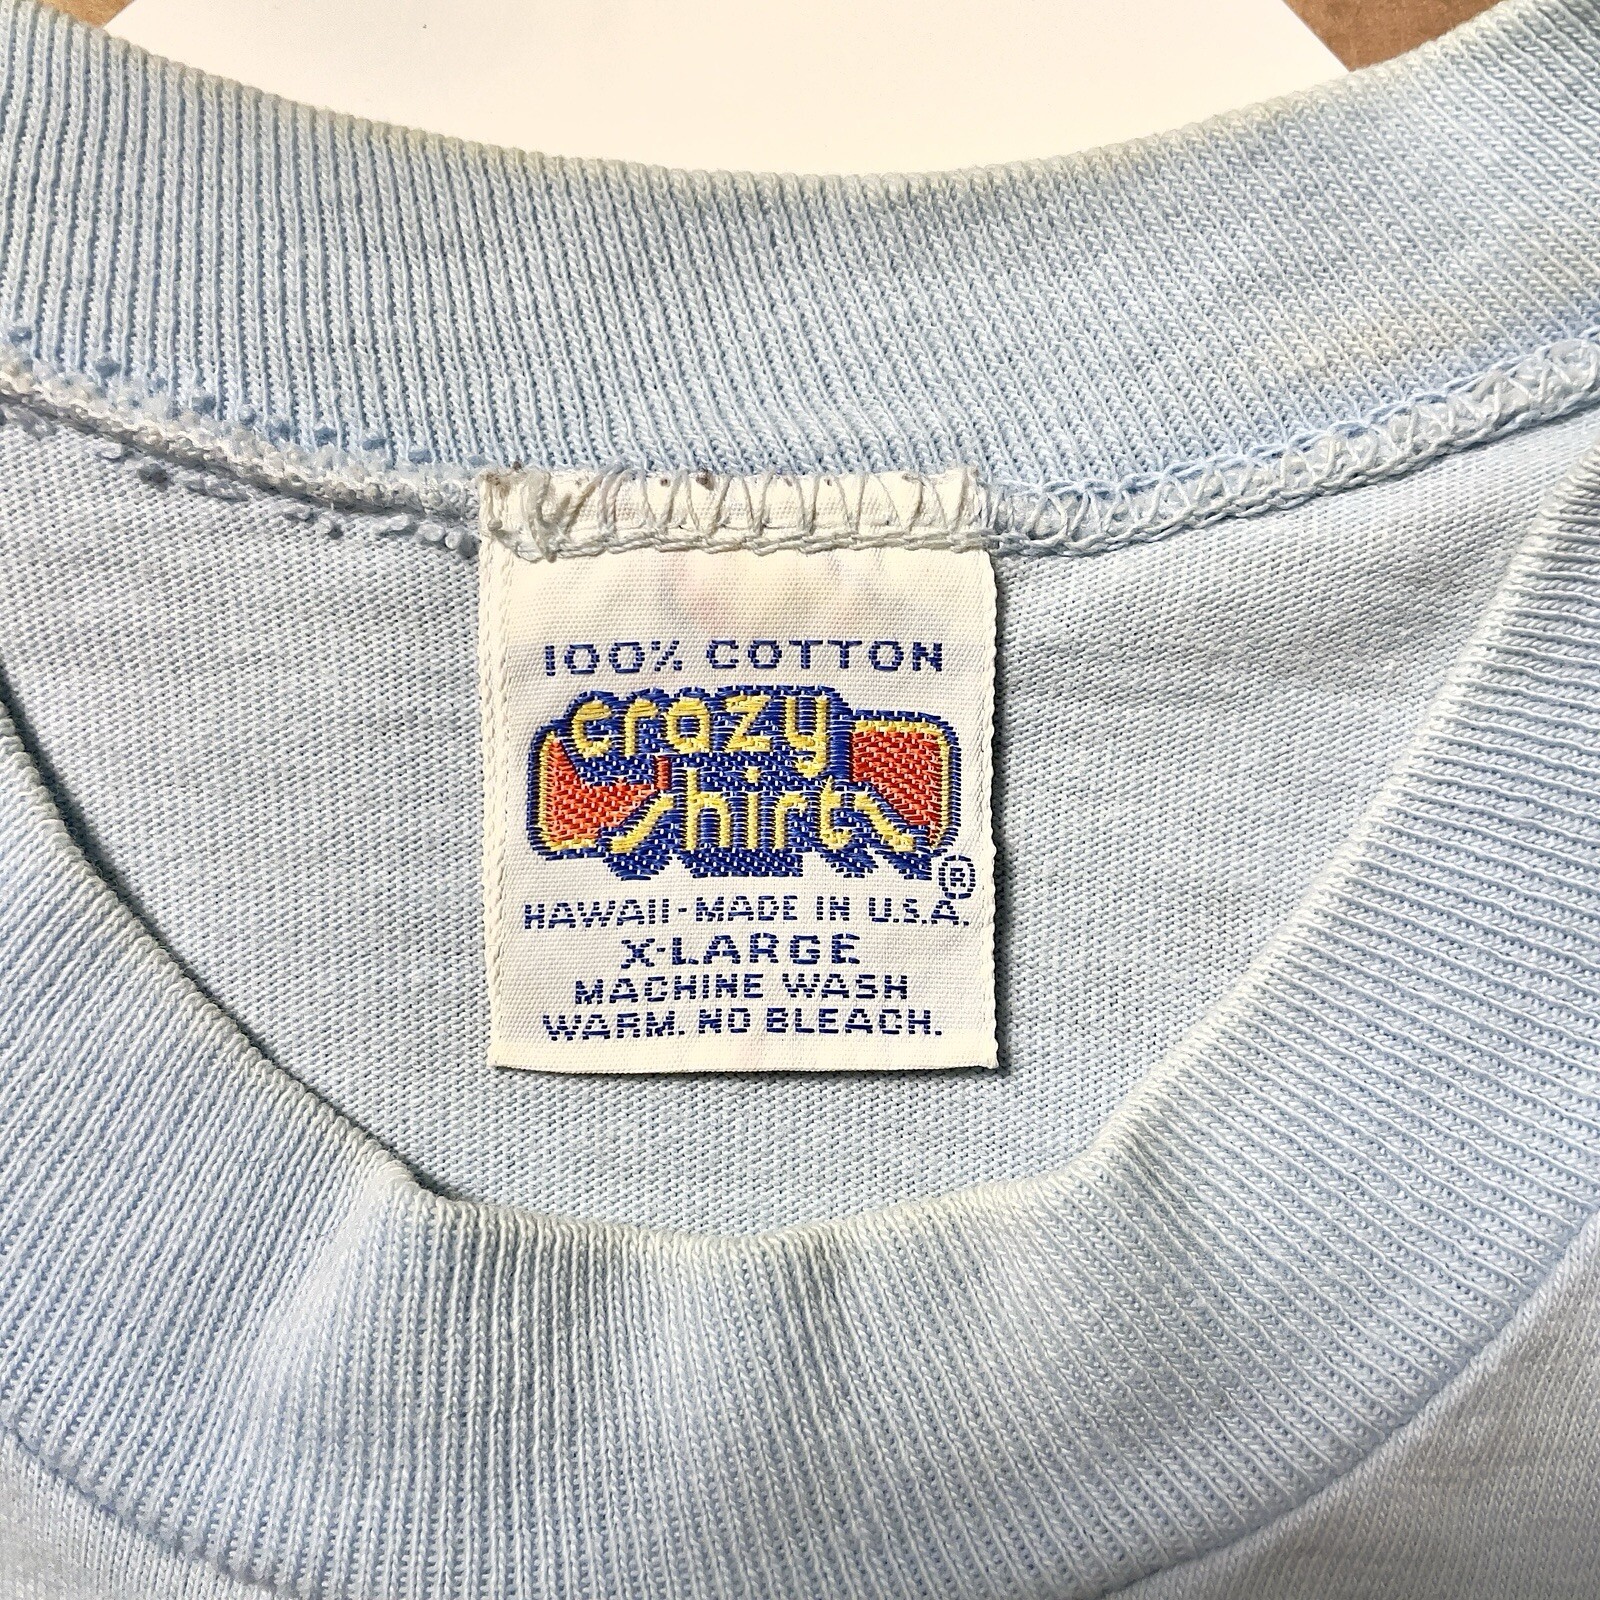 100% COTTON
crazy
shirts
®
HAWAII-MADE IN U.S.A.
X-LARGE
MACHINE WASH
WARM. NO BLEACH.